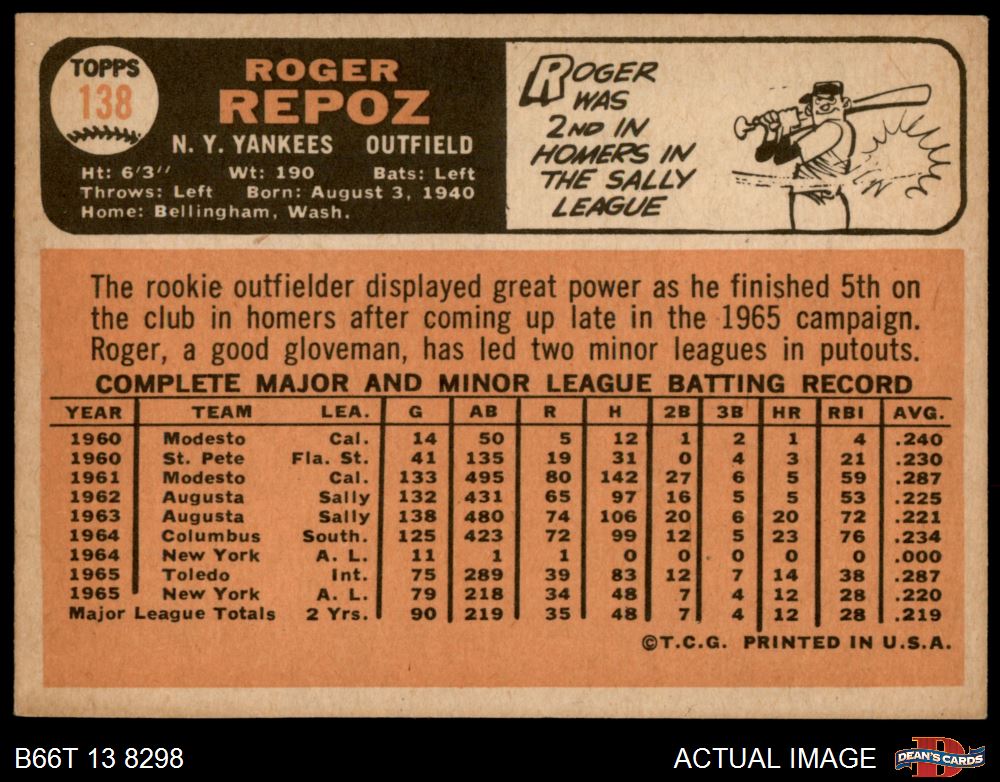 TOPPS
138
ROGER
REPOZ
N. Y. YANKEES OUTFIELD
Ht: 6'3" Wt: 190 Bats: Left
Throws: Left Born: August 3, 1940
Home: Bellingham, Wash.
ROGER
WAS
2ND IN
HOMERS IN
THE SALLY
LEAGUE
The rookie outfielder displayed great power as he finished 5th on
the club in homers after coming up late in the 1965 campaign.
Roger, a good gloveman, has led two minor leagues in putouts.
COMPLETE MAJOR AND MINOR LEAGUE BATTING RECORD
YEAR TEAM LEA. G AB R H 2B 3B HR RBI AVG.
1960 Modesto Cal. 14 50 5 12 1 2 1 4 .240
1960 St. Pete Fla. St. 41 135 19 31 0 4 3 21 .230
1961 Modesto Cal. 133 495 80 142 27 6 5 59 .287
1962 Augusta Sally 132 431 65 97 16 5 5 53 .225
1963 Augusta Sally 138 480 74 106 20 6 20 72 .221
1964 Columbus South. 125 423 72 99 12 5 23 76 .234
1964 New York A. L. 11 1 1 0 0 0 0 0 .000
1965 Toledo Int. 75 289 39 83 12 7 14 38 .287
1965 New York A. L. 79 218 34 48 7 4 12 28 .220
Major League Totals 2 Yrs. 90 219 35 48 7 4 12 28 .219
©T.C.G. PRINTED IN U.S.A.
B66T 13 8298
ACTUAL IMAGE
D
DEAN'S CARDS